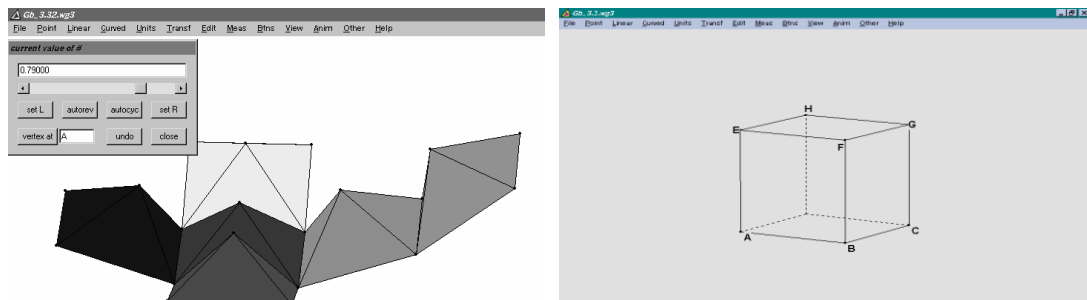 Gb_3.32.wg3
File Point Linear Curved Units Transf Edit Meas Btns View Anim Other Help
current value of #
0.79000
set L autorev autocyc set R
vertex at A undo close
Gb_3.1.wg3
File Point Linear Curved Units Transf Edit Meas Btns Anim Other Help
H
E
G
F
A
C
B